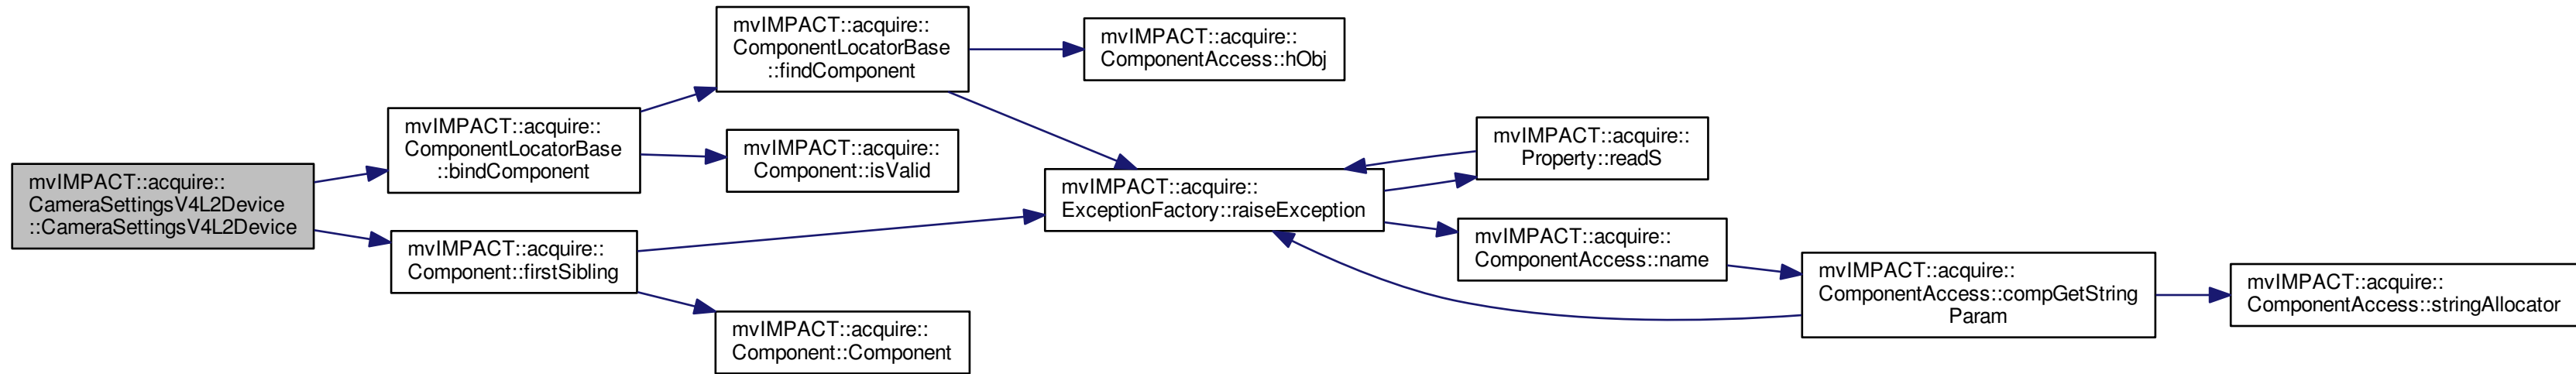 mvIMPACT::acquire::
CameraSettingsV4L2Device
::CameraSettingsV4L2Device
mvIMPACT::acquire::
ComponentLocatorBase
::bindComponent
mvIMPACT::acquire::
ComponentLocatorBase
::findComponent
mvIMPACT::acquire::
ComponentAccess::hObj
mvIMPACT::acquire::
Component::isValid
mvIMPACT::acquire::
Component::firstSibling
mvIMPACT::acquire::
Component::Component
mvIMPACT::acquire::
ExceptionFactory::raiseException
mvIMPACT::acquire::
Property::readS
mvIMPACT::acquire::
ComponentAccess::name
mvIMPACT::acquire::
ComponentAccess::compGetString
Param
mvIMPACT::acquire::
ComponentAccess::stringAllocator